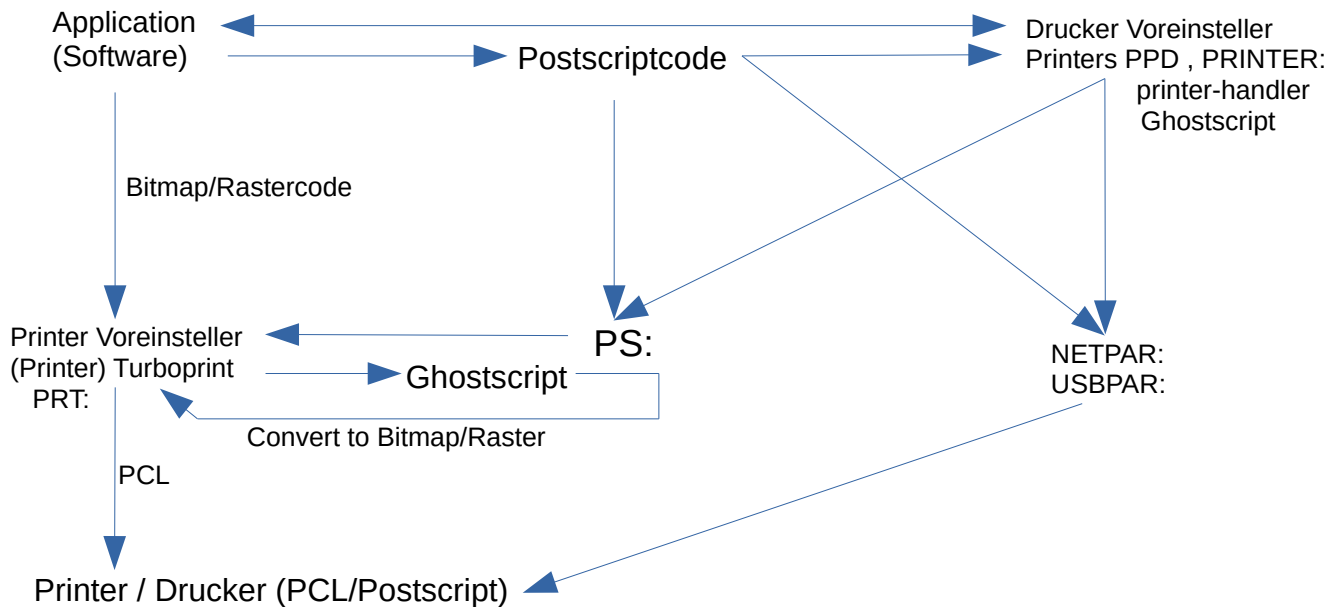 Application
(Software)
Postscriptcode
Drucker Voreinsteller
Printers PPD , PRINTER:
printer-handler
Ghostscript
Bitmap/Rastercode
Printer Voreinsteller
(Printer) Turboprint
PRT:
PS:
Ghostscript
NETPAR:
USBPAR:
Convert to Bitmap/Raster
PCL
Printer / Drucker (PCL/Postscript)